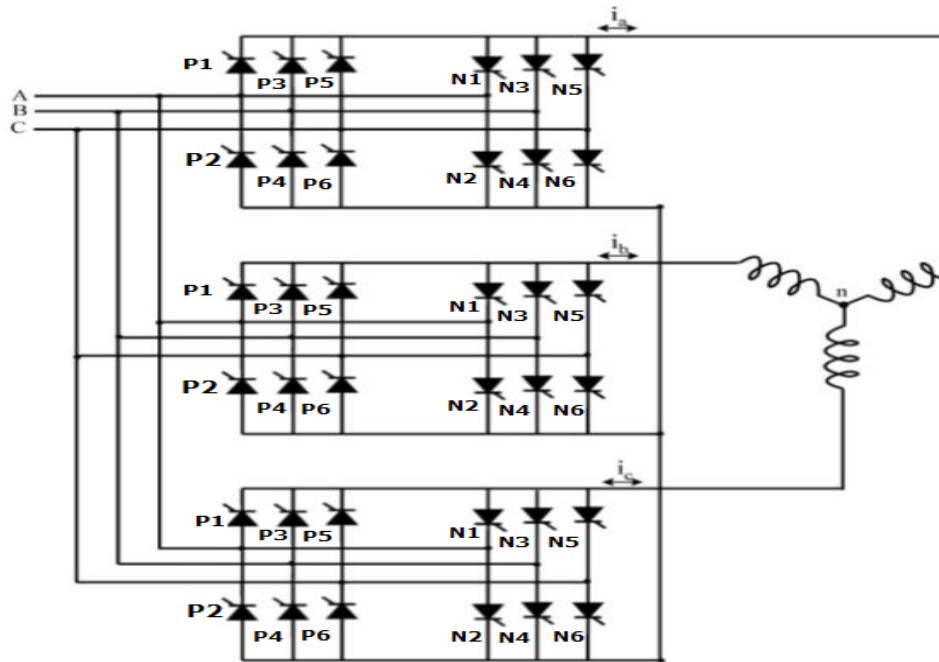 i_a
P1 P3 P5 N1 N3 N5
A
B
C
P2 P4 P6 N2 N4 N6
i_b
P1 P3 P5 N1 N3 N5
n
P2 P4 P6 N2 N4 N6
i_c
P1 P3 P5 N1 N3 N5
P2 P4 P6 N2 N4 N6